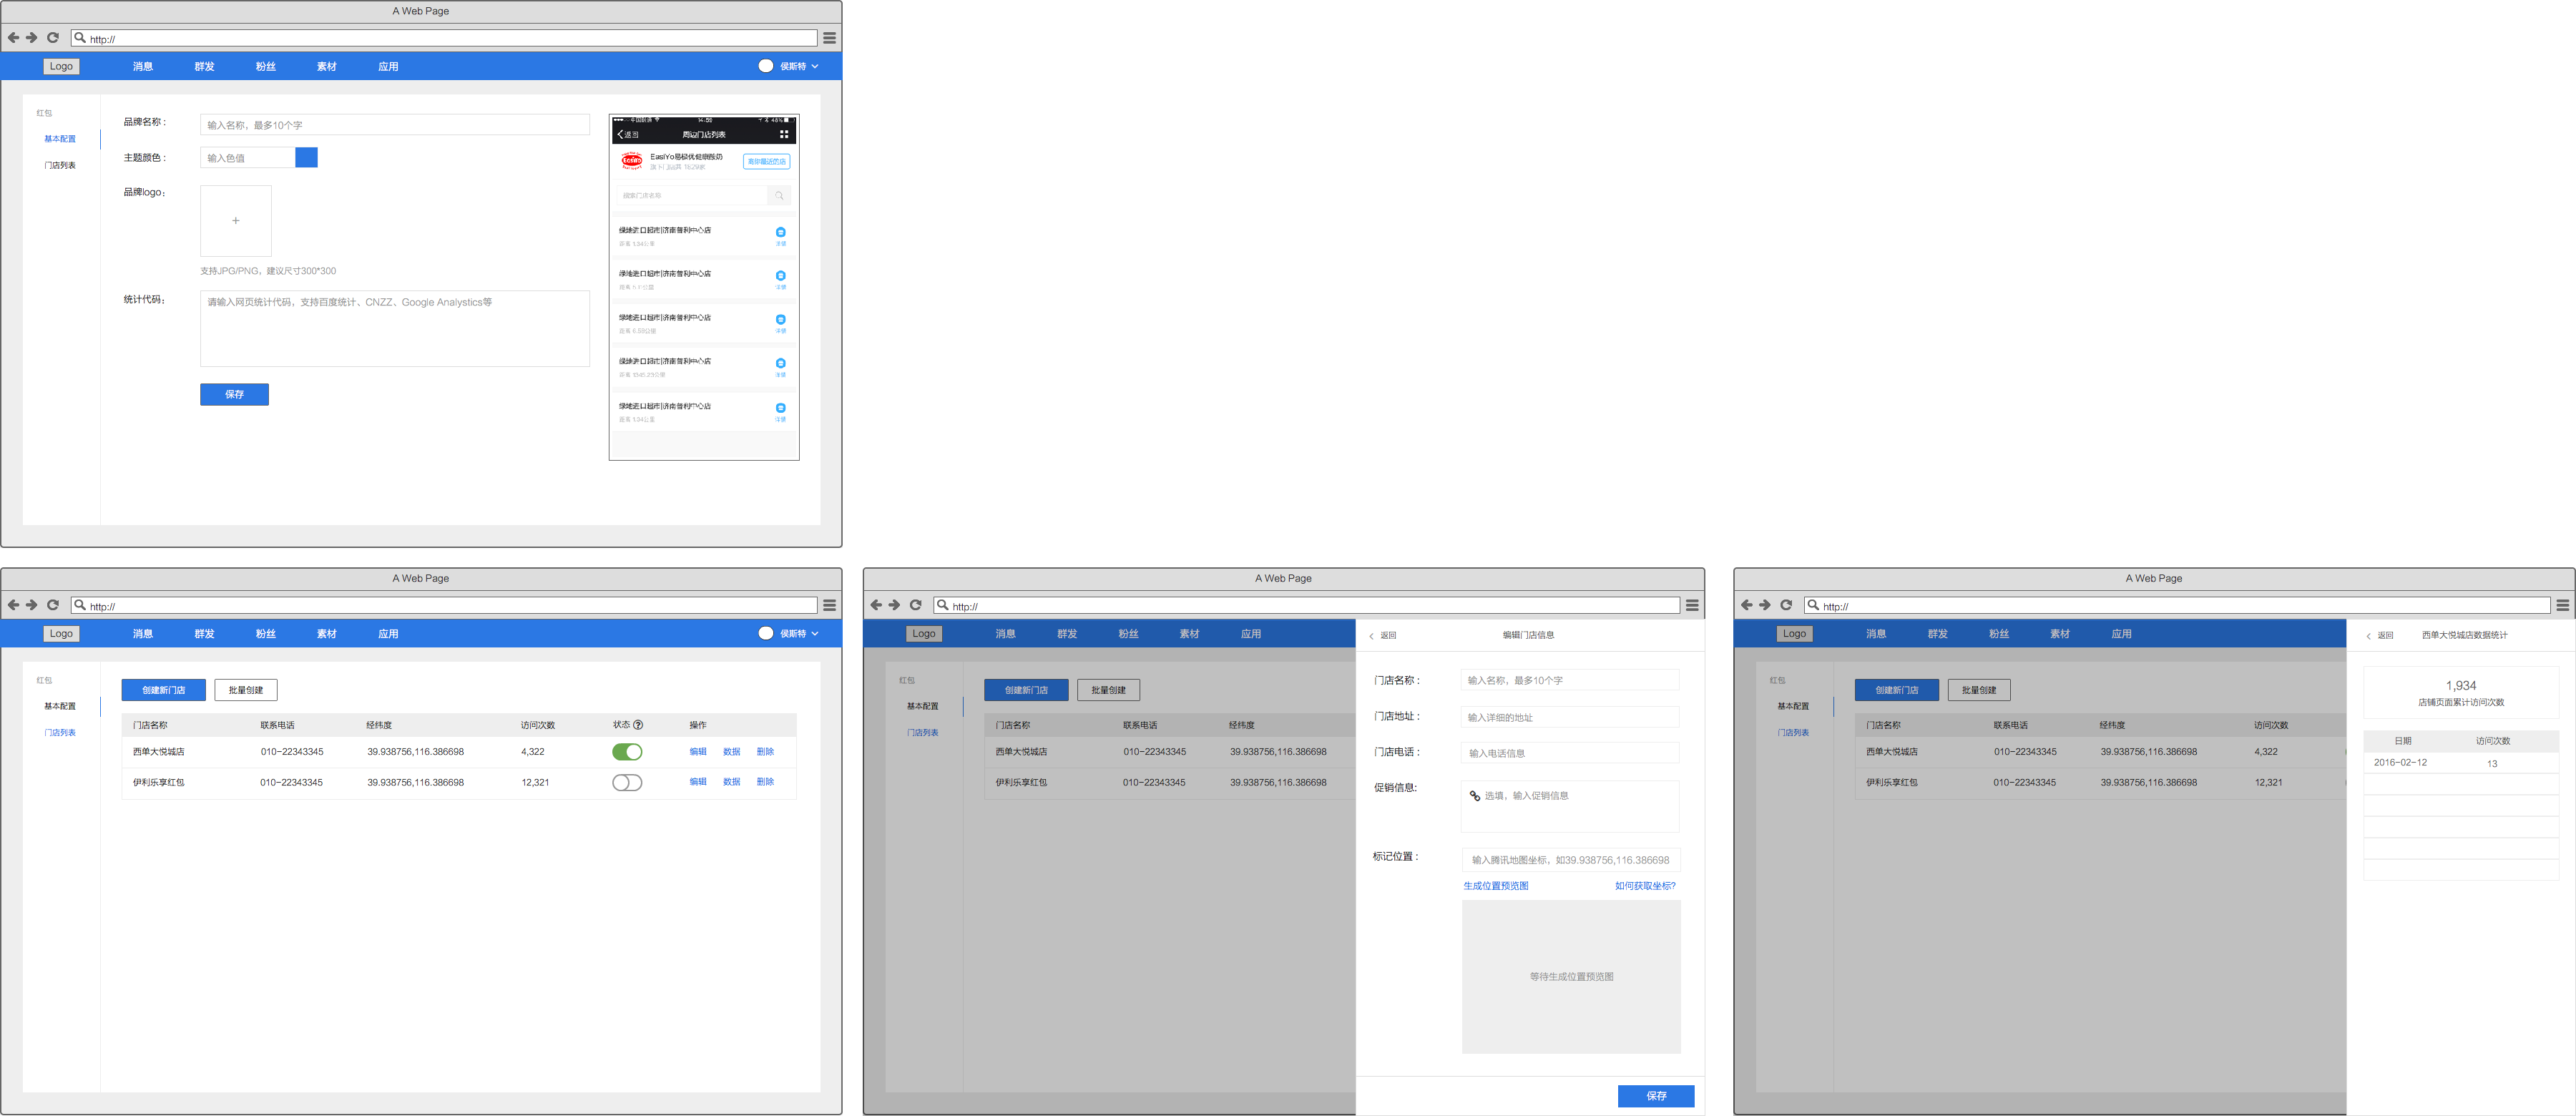 A Web Page
http://
Logo 消息 群发 粉丝 素材 应用 侯斯特
红包
基本配置
门店列表
品牌名称：
输入名称，最多10个字
主题颜色：
输入色值
品牌logo：
+
支持JPG/PNG，建议尺寸300*300
统计代码：
请输入网页统计代码，支持百度统计、CNZZ、Google Analystics等
保存
中国联通 14:59 48%
返回 周边门店列表
搜索门店名称
绿地进口超市|济南普利中心店
详情
绿地进口超市|济南普利中心店
详情
绿地进口超市|济南普利中心店
详情
绿地进口超市|济南普利中心店
详情
绿地进口超市|济南普利中心店
详情
A Web Page
http://
Logo 消息 群发 粉丝 素材 应用 侯斯特
红包
基本配置
门店列表
创建新门店 批量创建
门店名称 联系电话 经纬度 访问次数 状态 ? 操作
西单大悦城店 010-22343345 39.938756,116.386698 4,322 编辑 数据 删除
伊利乐享红包 010-22343345 39.938756,116.386698 12,321 编辑 数据 删除
A Web Page
http://
Logo 消息 群发 粉丝 素材 应用
红包
基本配置
门店列表
创建新门店 批量创建
门店名称 联系电话 经纬度
西单大悦城店 010-22343345 39.938756,116.386698
伊利乐享红包 010-22343345 39.938756,116.386698
返回 编辑门店信息
门店名称： 输入名称，最多10个字
门店地址： 输入详细的地址
门店电话： 输入电话信息
促销信息: 选填，输入促销信息
标记位置： 输入腾讯地图坐标，如39.938756,116.386698
生成位置预览图 如何获取坐标?
等待生成位置预览图
保存
A Web Page
http://
Logo 消息 群发 粉丝 素材 应用
红包
基本配置
门店列表
创建新门店 批量创建
门店名称 联系电话 经纬度 访问次数
西单大悦城店 010-22343345 39.938756,116.386698 4,322
伊利乐享红包 010-22343345 39.938756,116.386698 12,321
返回 西单大悦城店数据统计
1,934
店铺页面累计访问次数
日期 访问次数
2016-02-12 13